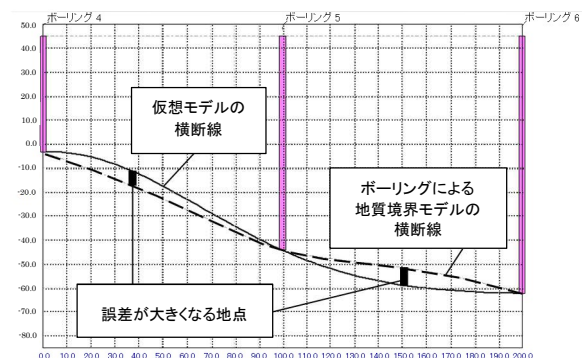 ボーリング 4
ボーリング 5
ボーリング 6
50.0
40.0
30.0
20.0
10.0
0.0
-10.0
-20.0
-30.0
-40.0
-50.0
-60.0
-70.0
-80.0
仮想モデルの
横断線
ボーリングによる
地質境界モデルの
横断線
誤差が大きくなる地点
0.0 10.0 20.0 30.0 40.0 50.0 60.0 70.0 80.0 90.0 100.0 110.0 120.0 130.0 140.0 150.0 160.0 170.0 180.0 190.0 200.0